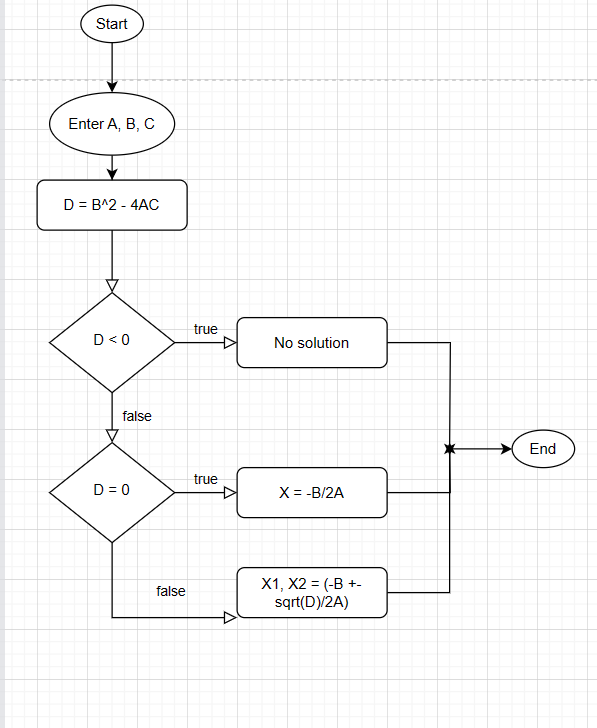 Start
Enter A, B, C
D = B^2 - 4AC
D < 0
true
No solution
false
D = 0
true
X = -B/2A
End
false
X1, X2 = (-B +-
sqrt(D)/2A)